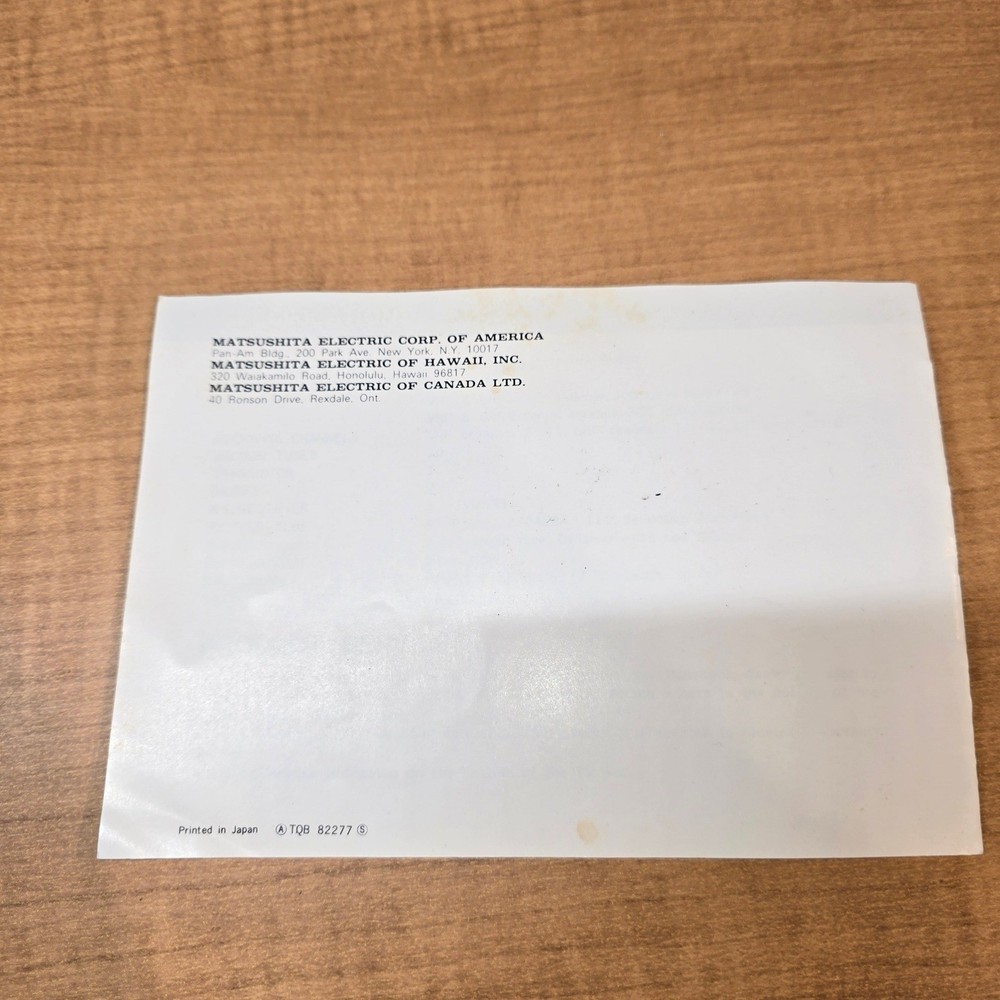 MATSUSHITA ELECTRIC CORP. OF AMERICA
Pan-Am Bldg., 200 Park Ave. New York, N.Y. 10017
MATSUSHITA ELECTRIC OF HAWAII, INC.
320 Waiakamilo Road, Honolulu, Hawaii 96817
MATSUSHITA ELECTRIC OF CANADA LTD.
40 Ronson Drive, Rexdale, Ont.
Printed in Japan Ⓐ TQB 82277 Ⓢ